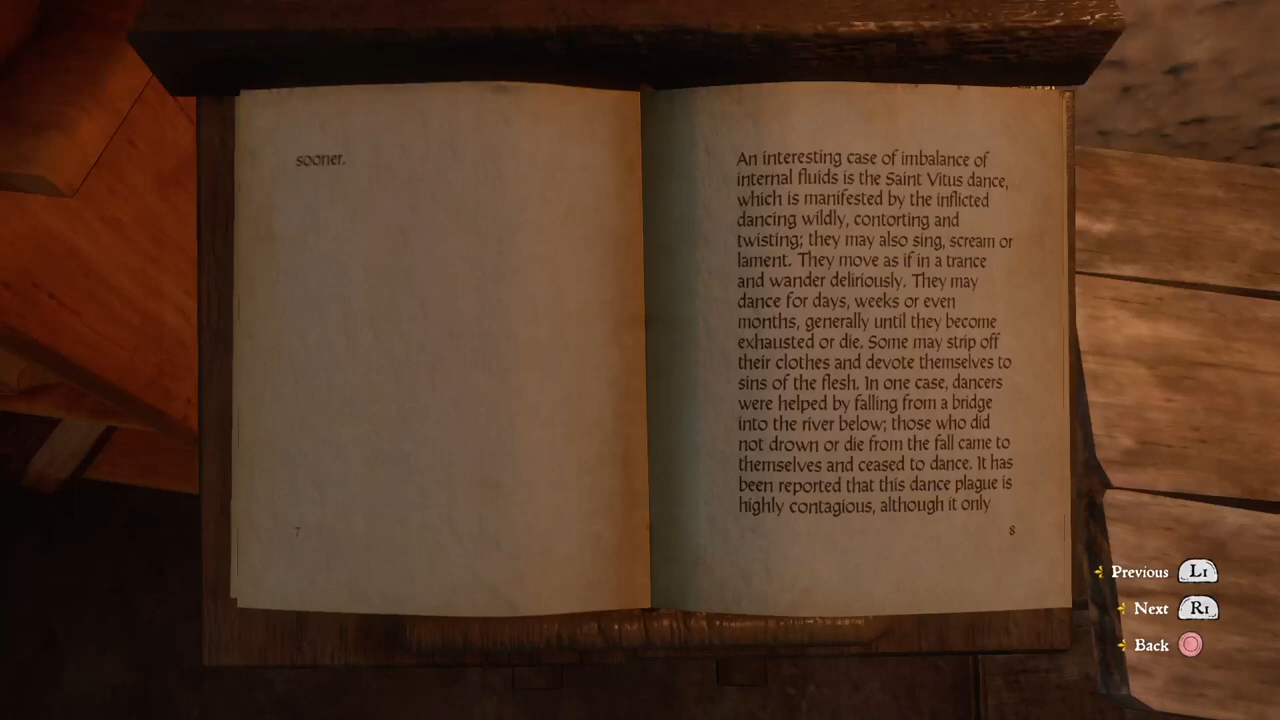 sooner.
7
An interesting case of imbalance of
internal fluids is the Saint Vitus dance,
which is manifested by the inflicted
dancing wildly, contorting and
twisting; they may also sing, scream or
lament. They move as if in a trance
and wander deliriously. They may
dance for days, weeks or even
months, generally until they become
exhausted or die. Some may strip off
their clothes and devote themselves to
sins of the flesh. In one case, dancers
were helped by falling from a bridge
into the river below; those who did
not drown or die from the fall came to
themselves and ceased to dance. It has
been reported that this dance plague is
highly contagious, although it only
8
Previous L1
Next R1
Back